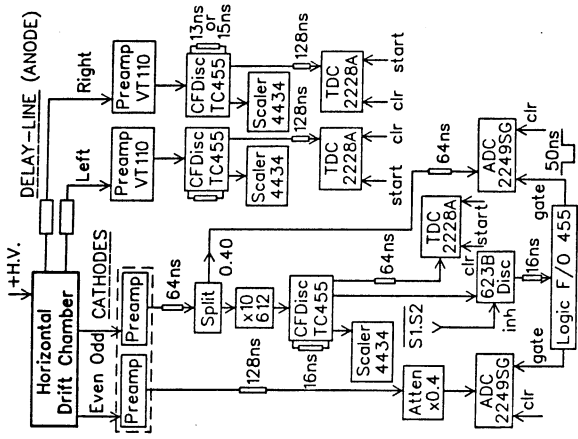 +H.V.
DELAY-LINE (ANODE)
Horizontal
Drift Chamber
Left
Right
Even
Odd
CATHODES
Preamp
Preamp
Preamp
VT110
Preamp
VT110
64ns
Split
0.40
x10
612
CFDisc
TC455
CFDisc
TC455
CFDisc
TC455
13ns
or
15ns
Scaler
4434
Scaler
4434
Scaler
4434
128ns
128ns
128ns
16ns
64ns
64ns
TDC
2228A
TDC
2228A
TDC
2228A
start
clr
clr
start
clr
start
S1.S2
inh
623B
Disc
16ns
Atten
x0.4
ADC
2249SG
ADC
2249SG
clr
clr
gate
gate
Logic F/O 455
50ns